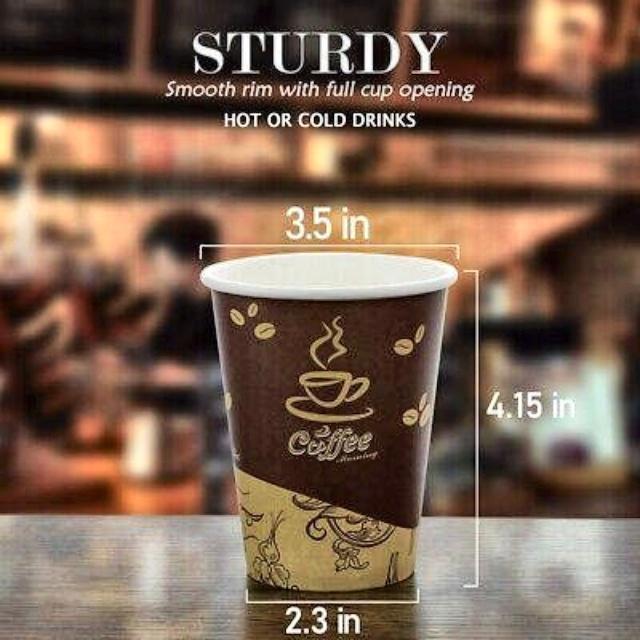 STURDY
Smooth rim with full cup opening
HOT OR COLD DRINKS
3.5 in
4.15 in
Coffee
Morning
2.3 in